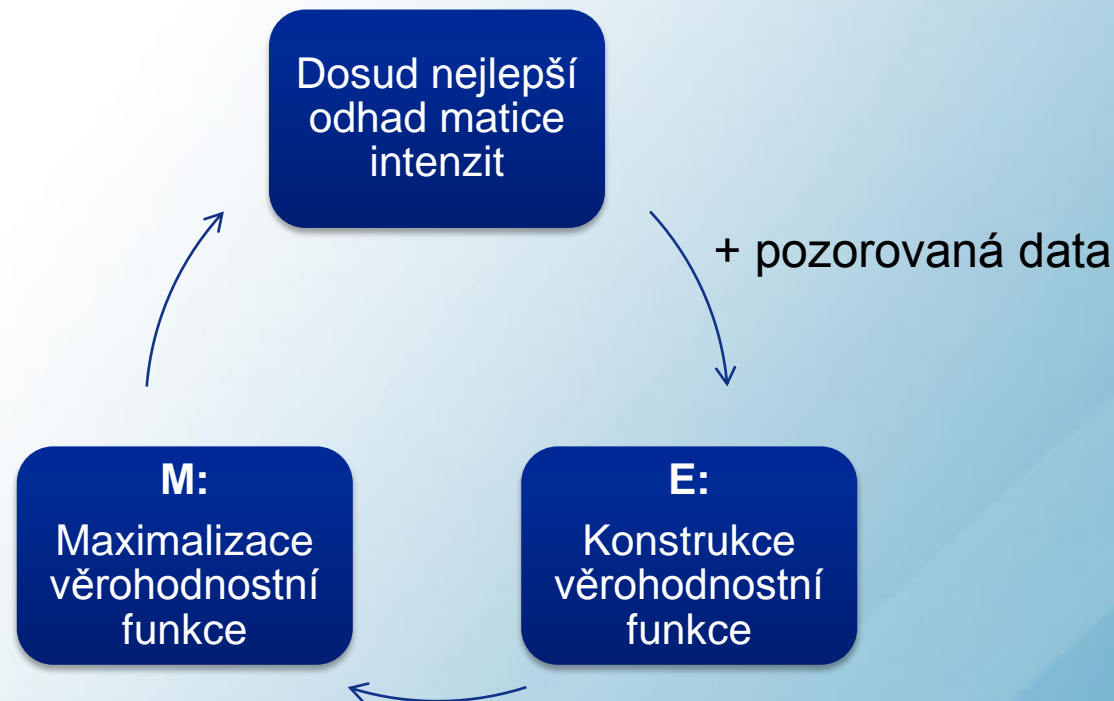 Dosud nejlepší
odhad matice
intenzit
+ pozorovaná data
M:
Maximalizace
věrohodnostní
funkce
E:
Konstrukce
věrohodnostní
funkce